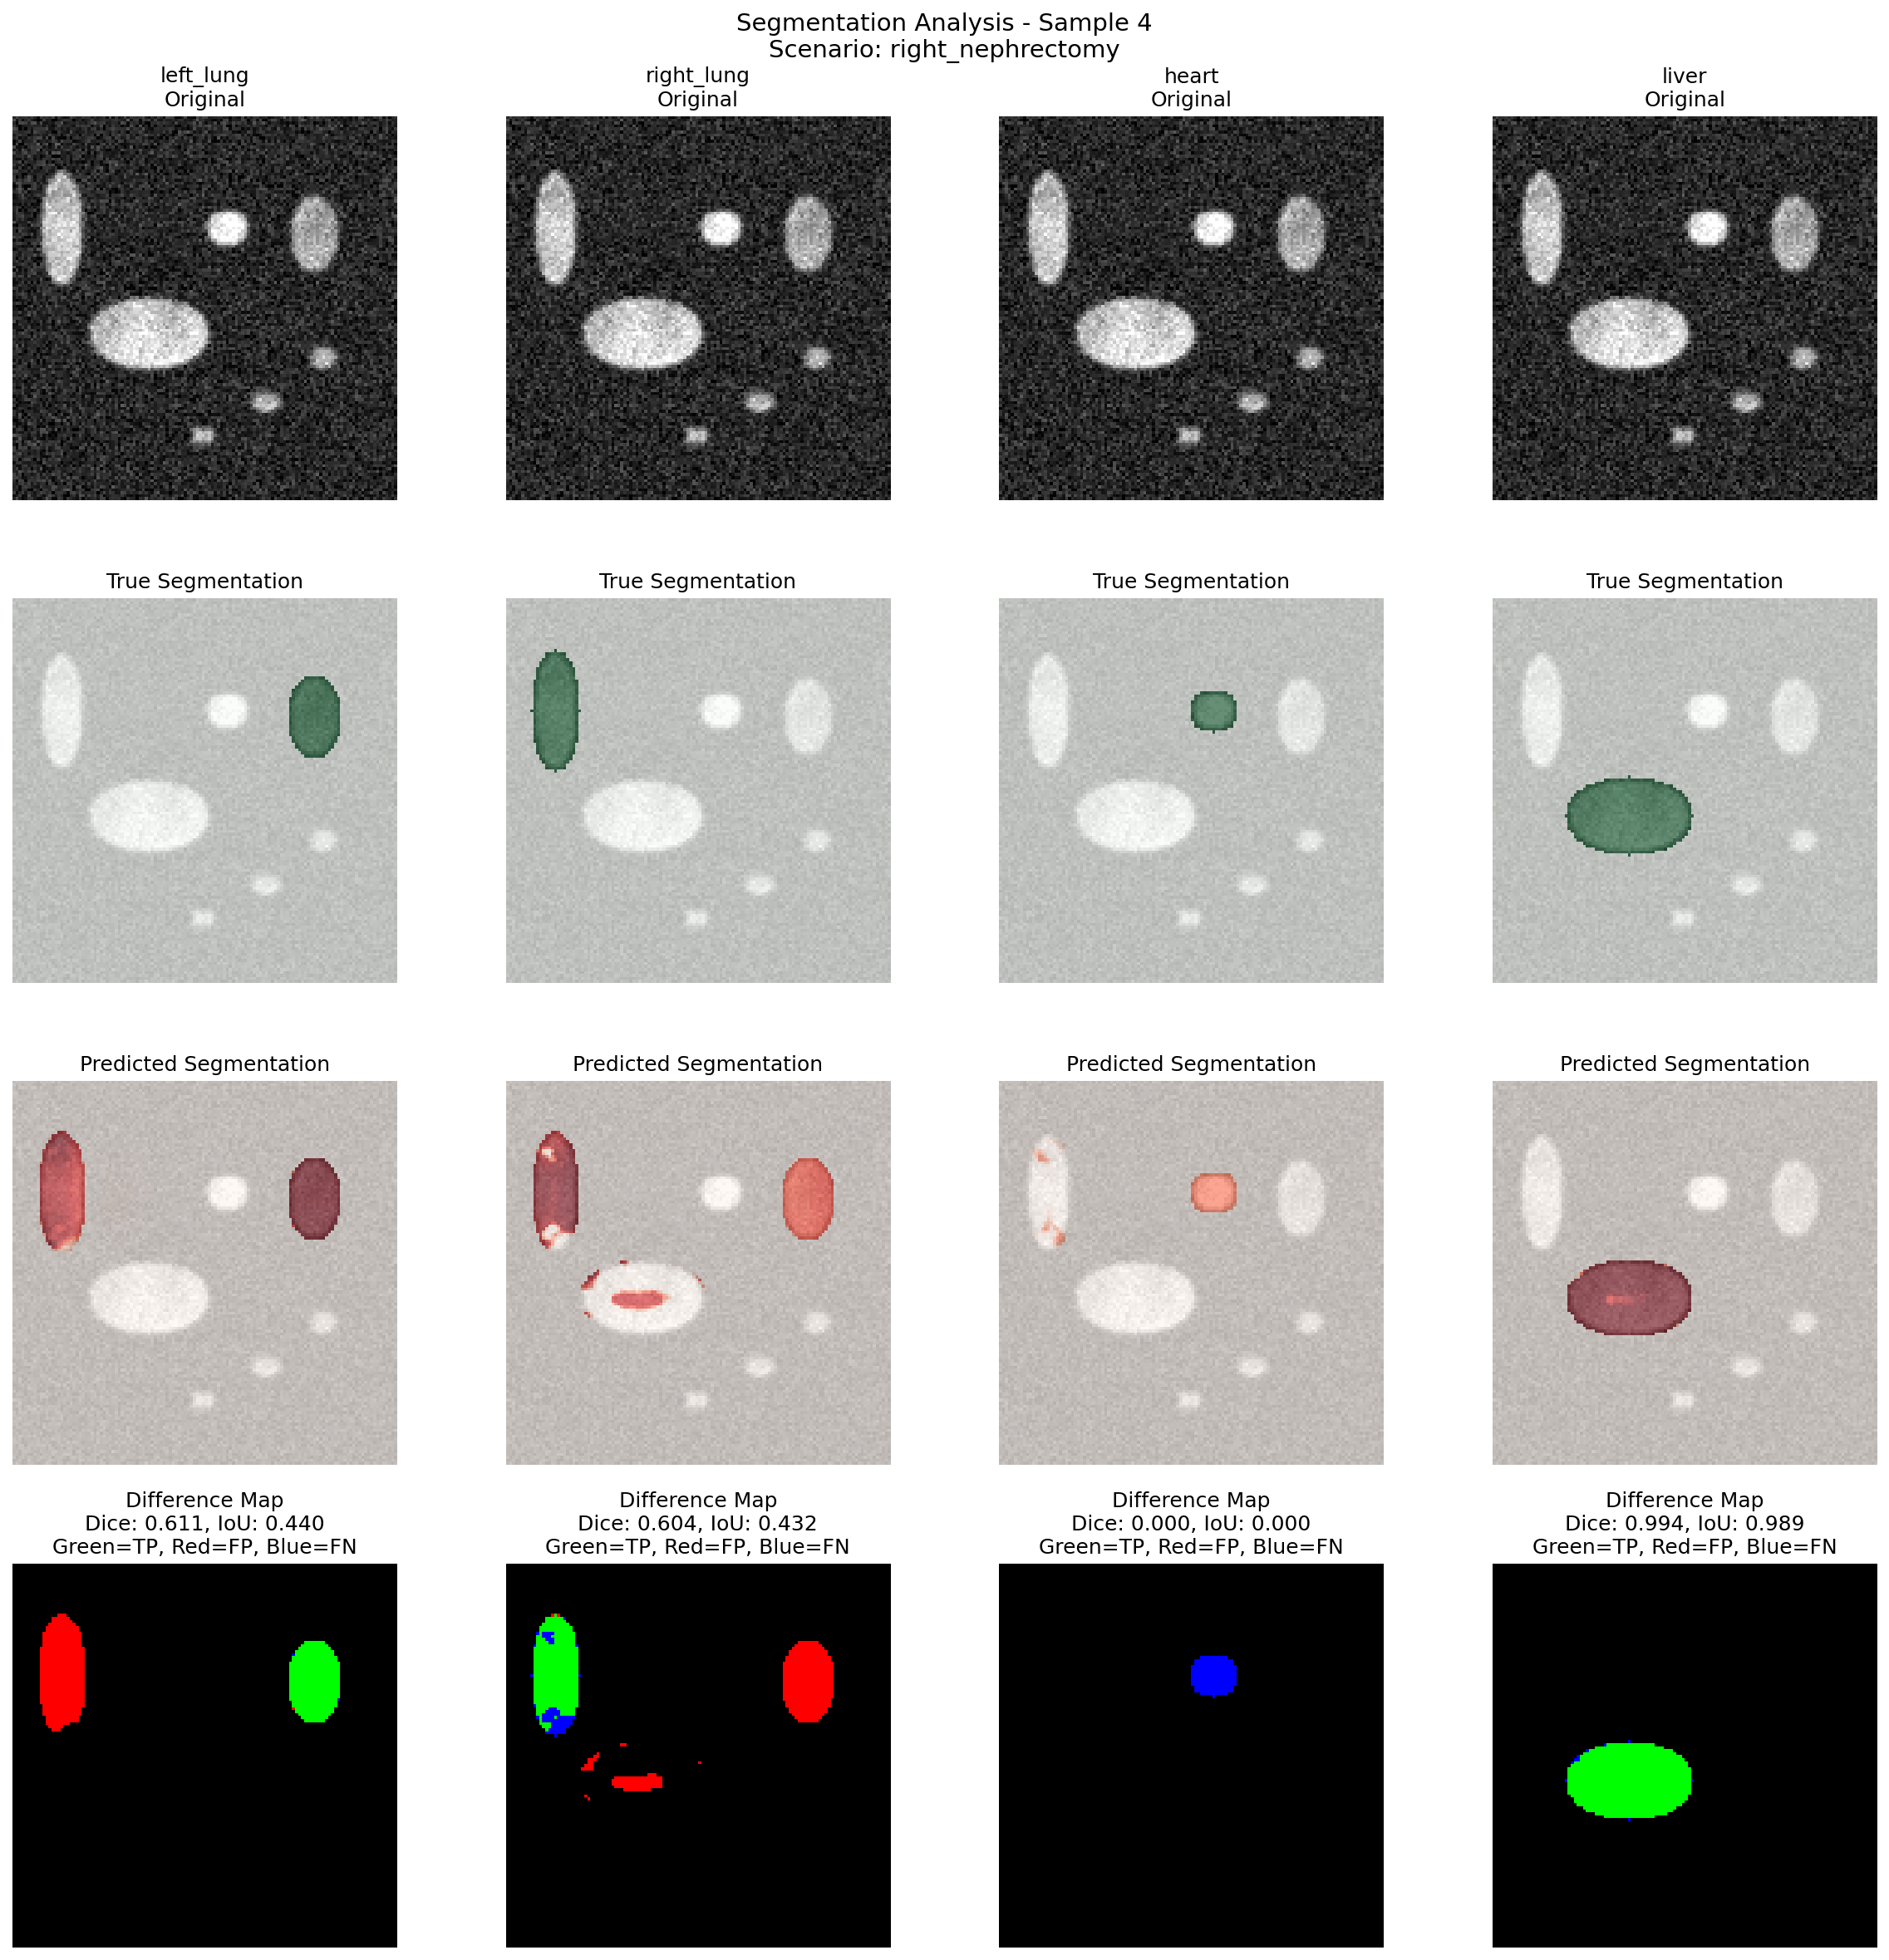 Segmentation Analysis - Sample 4
Scenario: right_nephrectomy
left_lung
Original
right_lung
Original
heart
Original
liver
Original
True Segmentation
True Segmentation
True Segmentation
True Segmentation
Predicted Segmentation
Predicted Segmentation
Predicted Segmentation
Predicted Segmentation
Difference Map
Dice: 0.611, IoU: 0.440
Green=TP, Red=FP, Blue=FN
Difference Map
Dice: 0.604, IoU: 0.432
Green=TP, Red=FP, Blue=FN
Difference Map
Dice: 0.000, IoU: 0.000
Green=TP, Red=FP, Blue=FN
Difference Map
Dice: 0.994, IoU: 0.989
Green=TP, Red=FP, Blue=FN